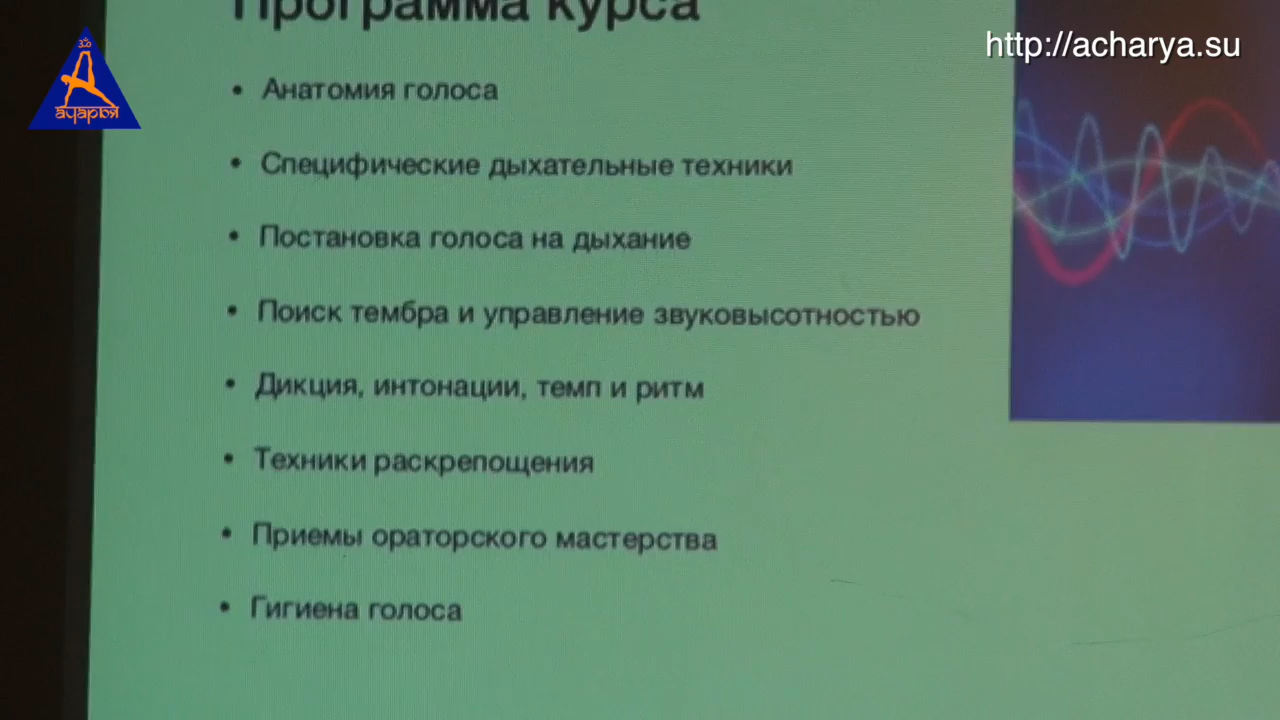 Программа курса
http://acharya.su
ॐ
ачарья
• Анатомия голоса
• Специфические дыхательные техники
• Постановка голоса на дыхание
• Поиск тембра и управление звуковысотностью
• Дикция, интонации, темп и ритм
• Техники раскрепощения
• Приемы ораторского мастерства
• Гигиена голоса